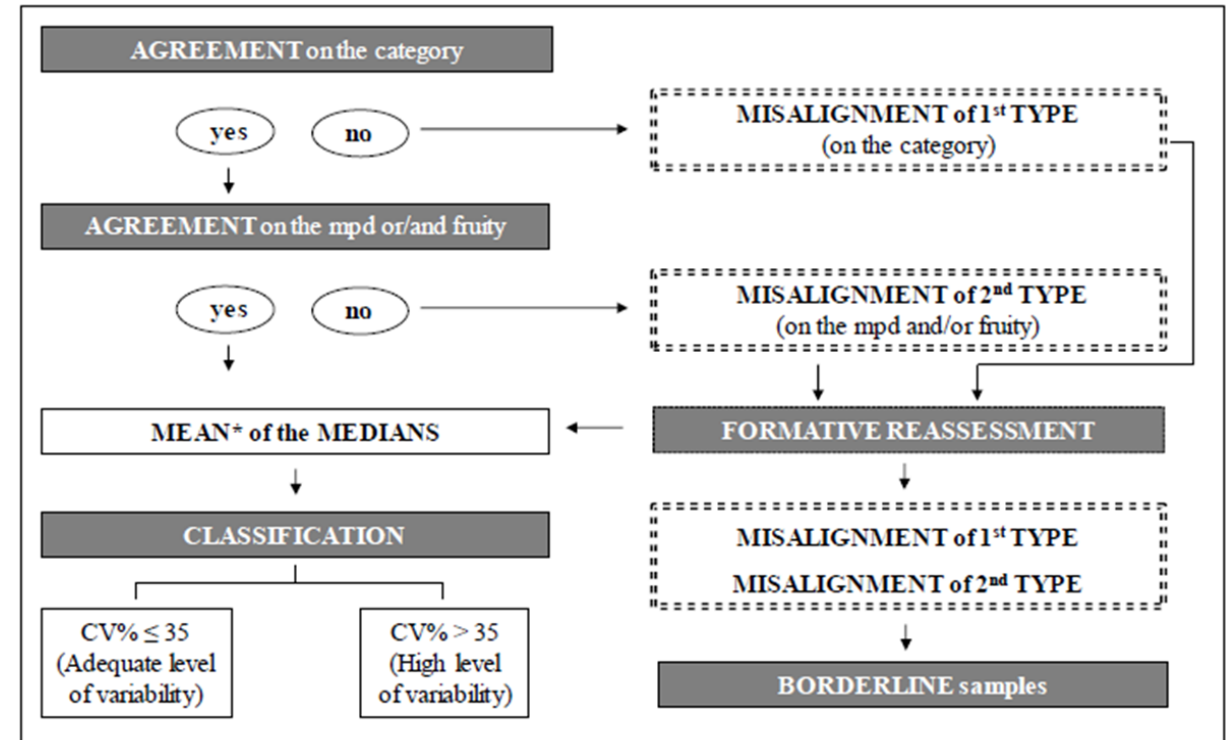 AGREEMENT on the category
yes
no
MISALIGNMENT of 1st TYPE
(on the category)
AGREEMENT on the mpd or/and fruity
yes
no
MISALIGNMENT of 2nd TYPE
(on the mpd and/or fruity)
MEAN* of the MEDIANS
FORMATIVE REASSESSMENT
CLASSIFICATION
MISALIGNMENT of 1st TYPE
MISALIGNMENT of 2nd TYPE
CV% ≤ 35
(Adequate level
of variability)
CV% > 35
(High level
of variability)
BORDERLINE samples